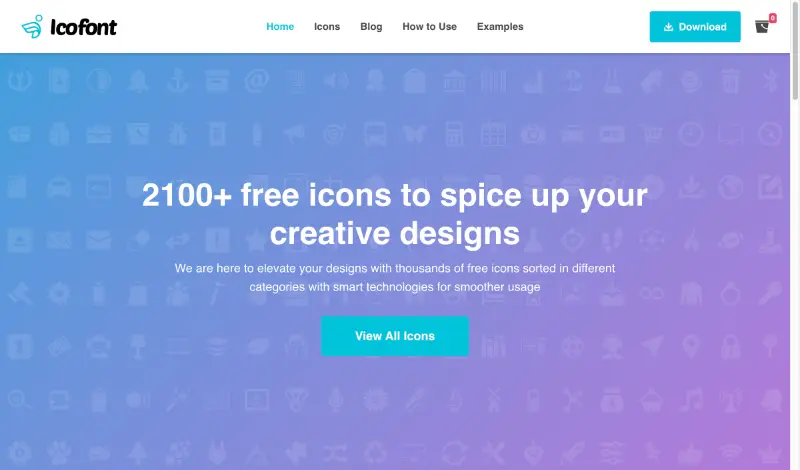 Icofont
Home Icons Blog How to Use Examples
Download
0
2100+ free icons to spice up your
creative designs
We are here to elevate your designs with thousands of free icons sorted in different
categories with smart technologies for smoother usage
View All Icons